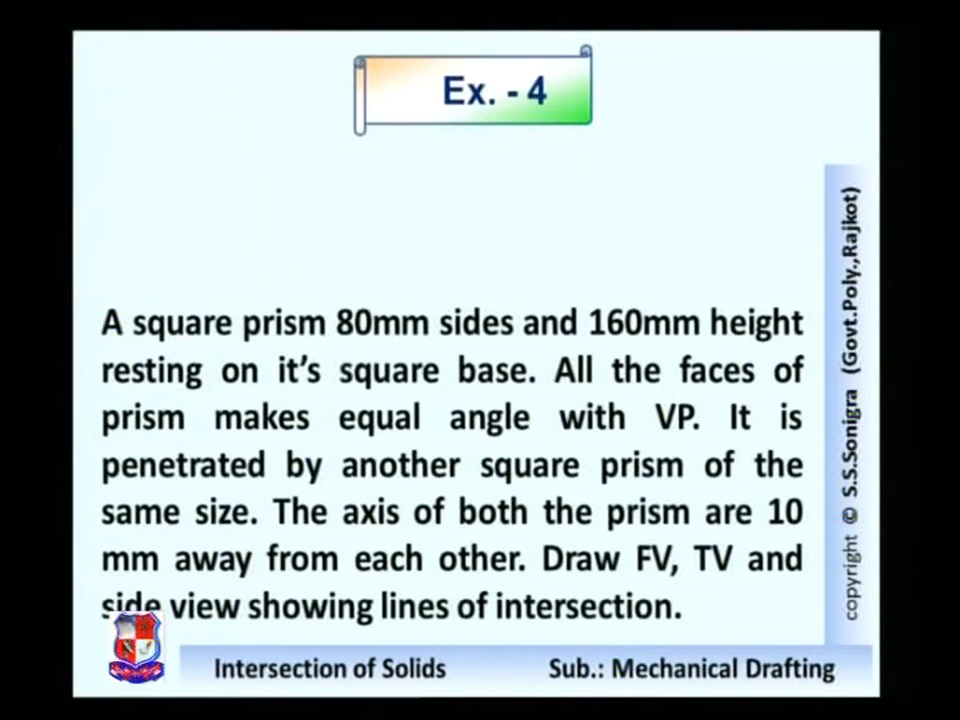 Ex. - 4
A square prism 80mm sides and 160mm height
resting on it's square base. All the faces of
prism makes equal angle with VP. It is
penetrated by another square prism of the
same size. The axis of both the prism are 10
mm away from each other. Draw FV, TV and
side view showing lines of intersection.
copyright © S.S.Sonigra (Govt.Poly.,Rajkot)
Intersection of Solids Sub.: Mechanical Drafting